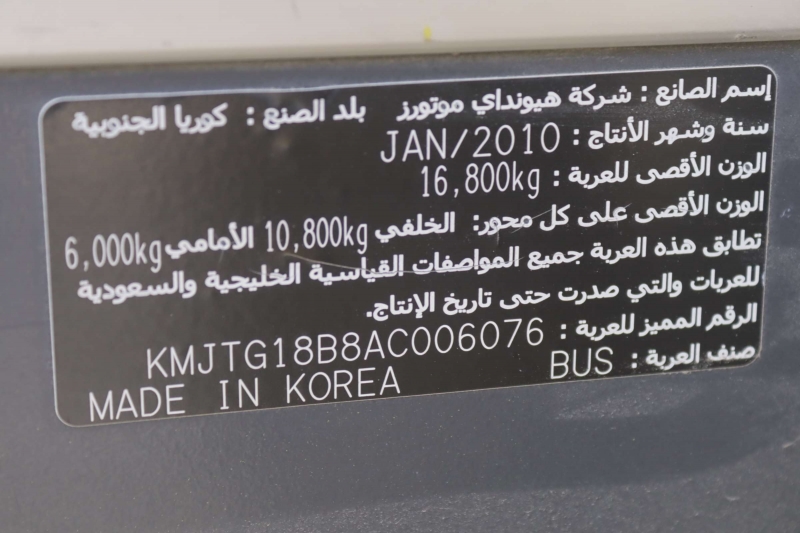 إسم الصانع : شركة هيونداي موتورز بلد الصنع : كوريا الجنوبية
سنة وشهر الأنتاج : JAN/2010
الوزن الأقصى للعربة : 16,800kg
الوزن الأقصى على كل محور: الخلفي 10,800kg الأمامي 6,000kg
تطابق هذه العربة جميع المواصفات القياسية الخليجية والسعودية
للعربات والتي صدرت حتى تاريخ الإنتاج.
الرقم المميز للعربة : KMJTG18B8AC006076
صنف العربة : BUS
MADE IN KOREA